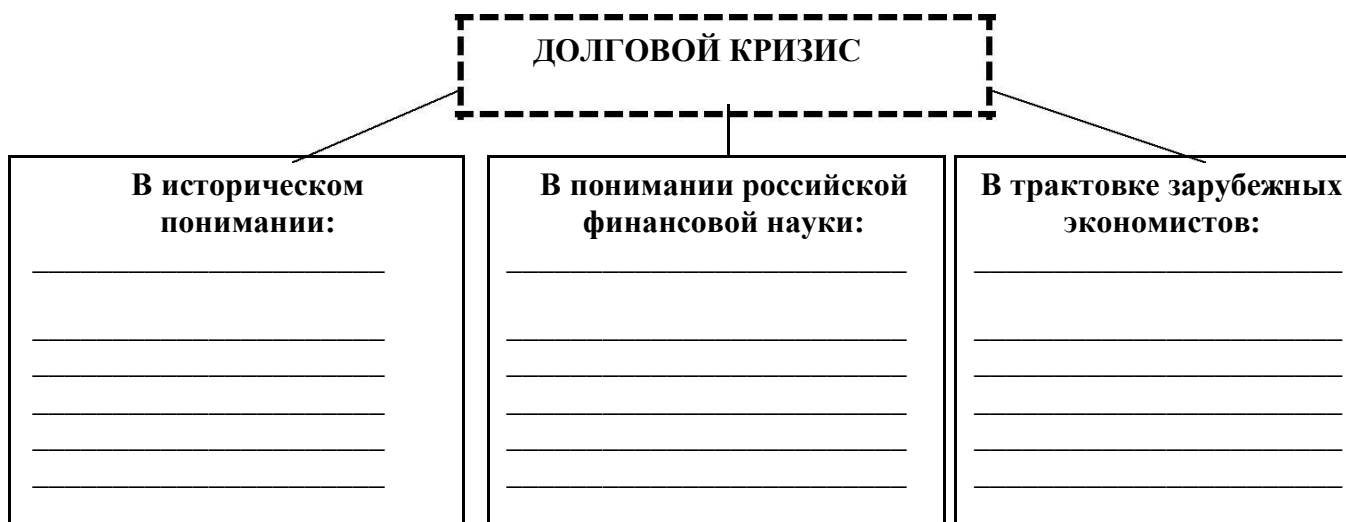 ДОЛГОВОЙ КРИЗИС
В историческом
понимании:
В понимании российской
финансовой науки:
В трактовке зарубежных
экономистов: